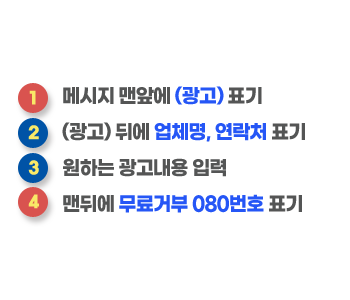 1 메시지 맨앞에 (광고) 표기
2 (광고) 뒤에 업체명, 연락처 표기
3 원하는 광고내용 입력
4 맨뒤에 무료거부 080번호 표기